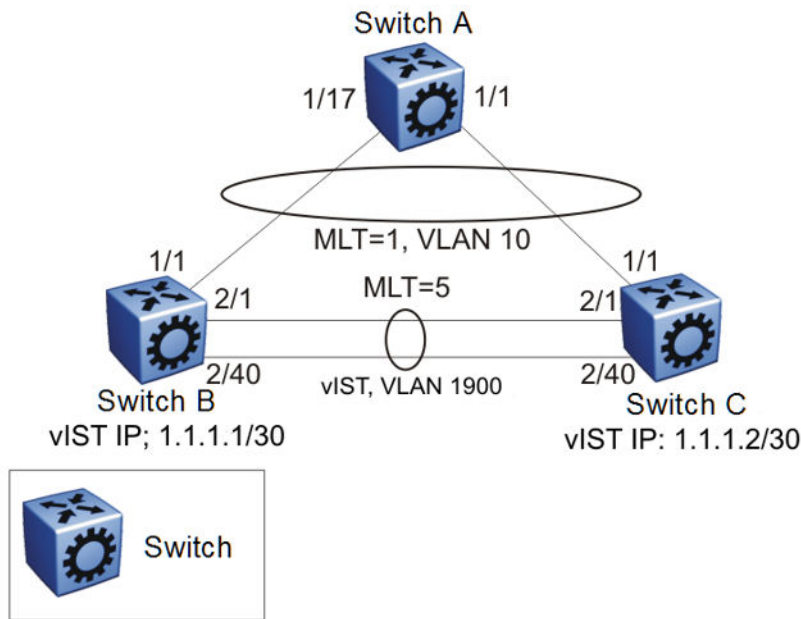 Switch A
1/17
1/1
MLT=1, VLAN 10
1/1
1/1
MLT=5
2/1
2/1
2/40
vIST, VLAN 1900
2/40
Switch B
Switch C
vIST IP; 1.1.1.1/30
vIST IP: 1.1.1.2/30
Switch